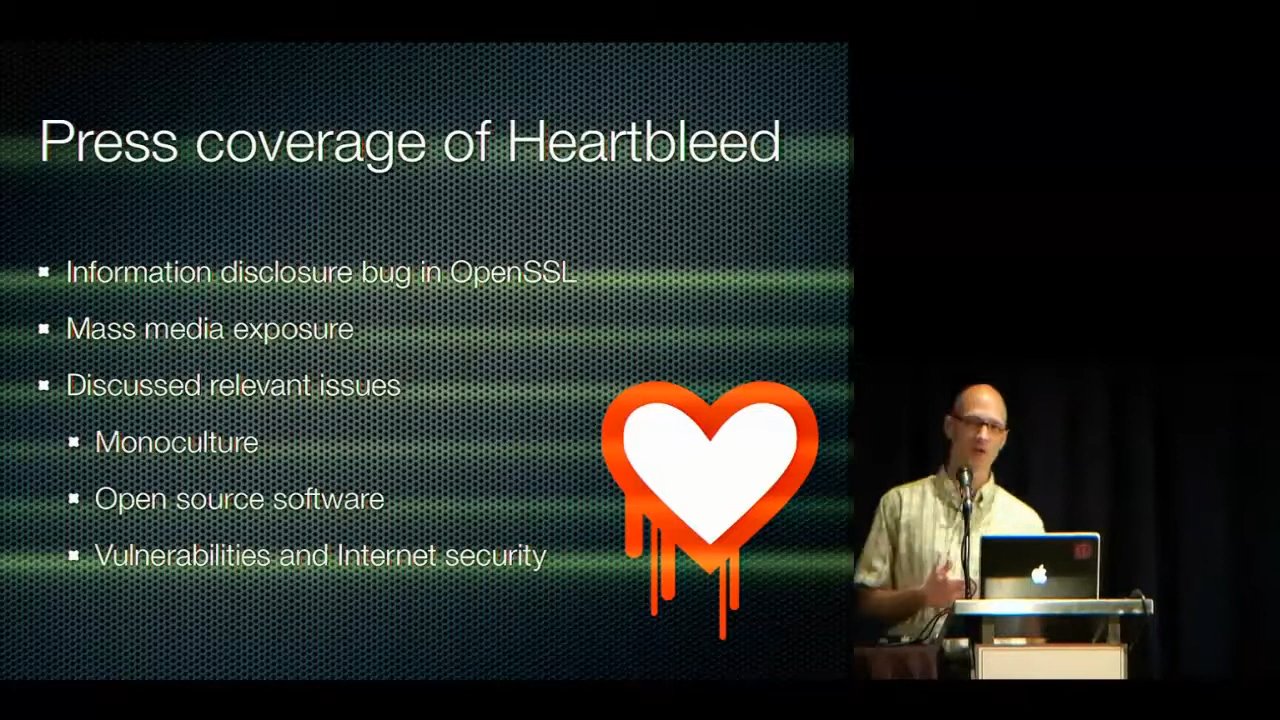 Press coverage of Heartbleed
Information disclosure bug in OpenSSL
Mass media exposure
Discussed relevant issues
Monoculture
Open source software
Vulnerabilities and Internet security